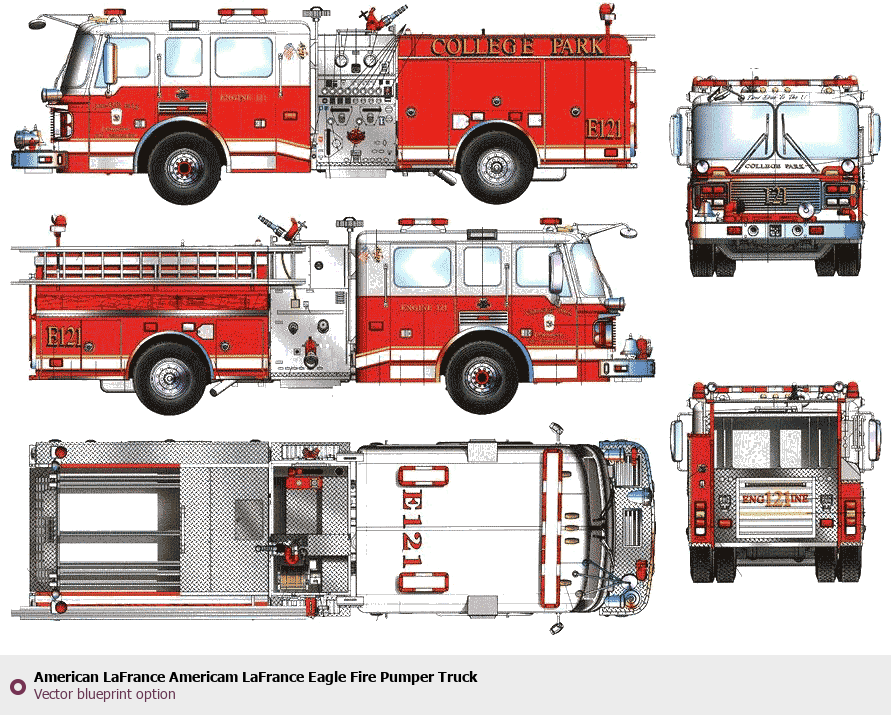 COLLEGE PARK
ENGINE 121
E121
COLLEGE PARK
121
E121
ENGINE 121
E121
ENG 121 INE
American LaFrance Americam LaFrance Eagle Fire Pumper Truck
Vector blueprint option